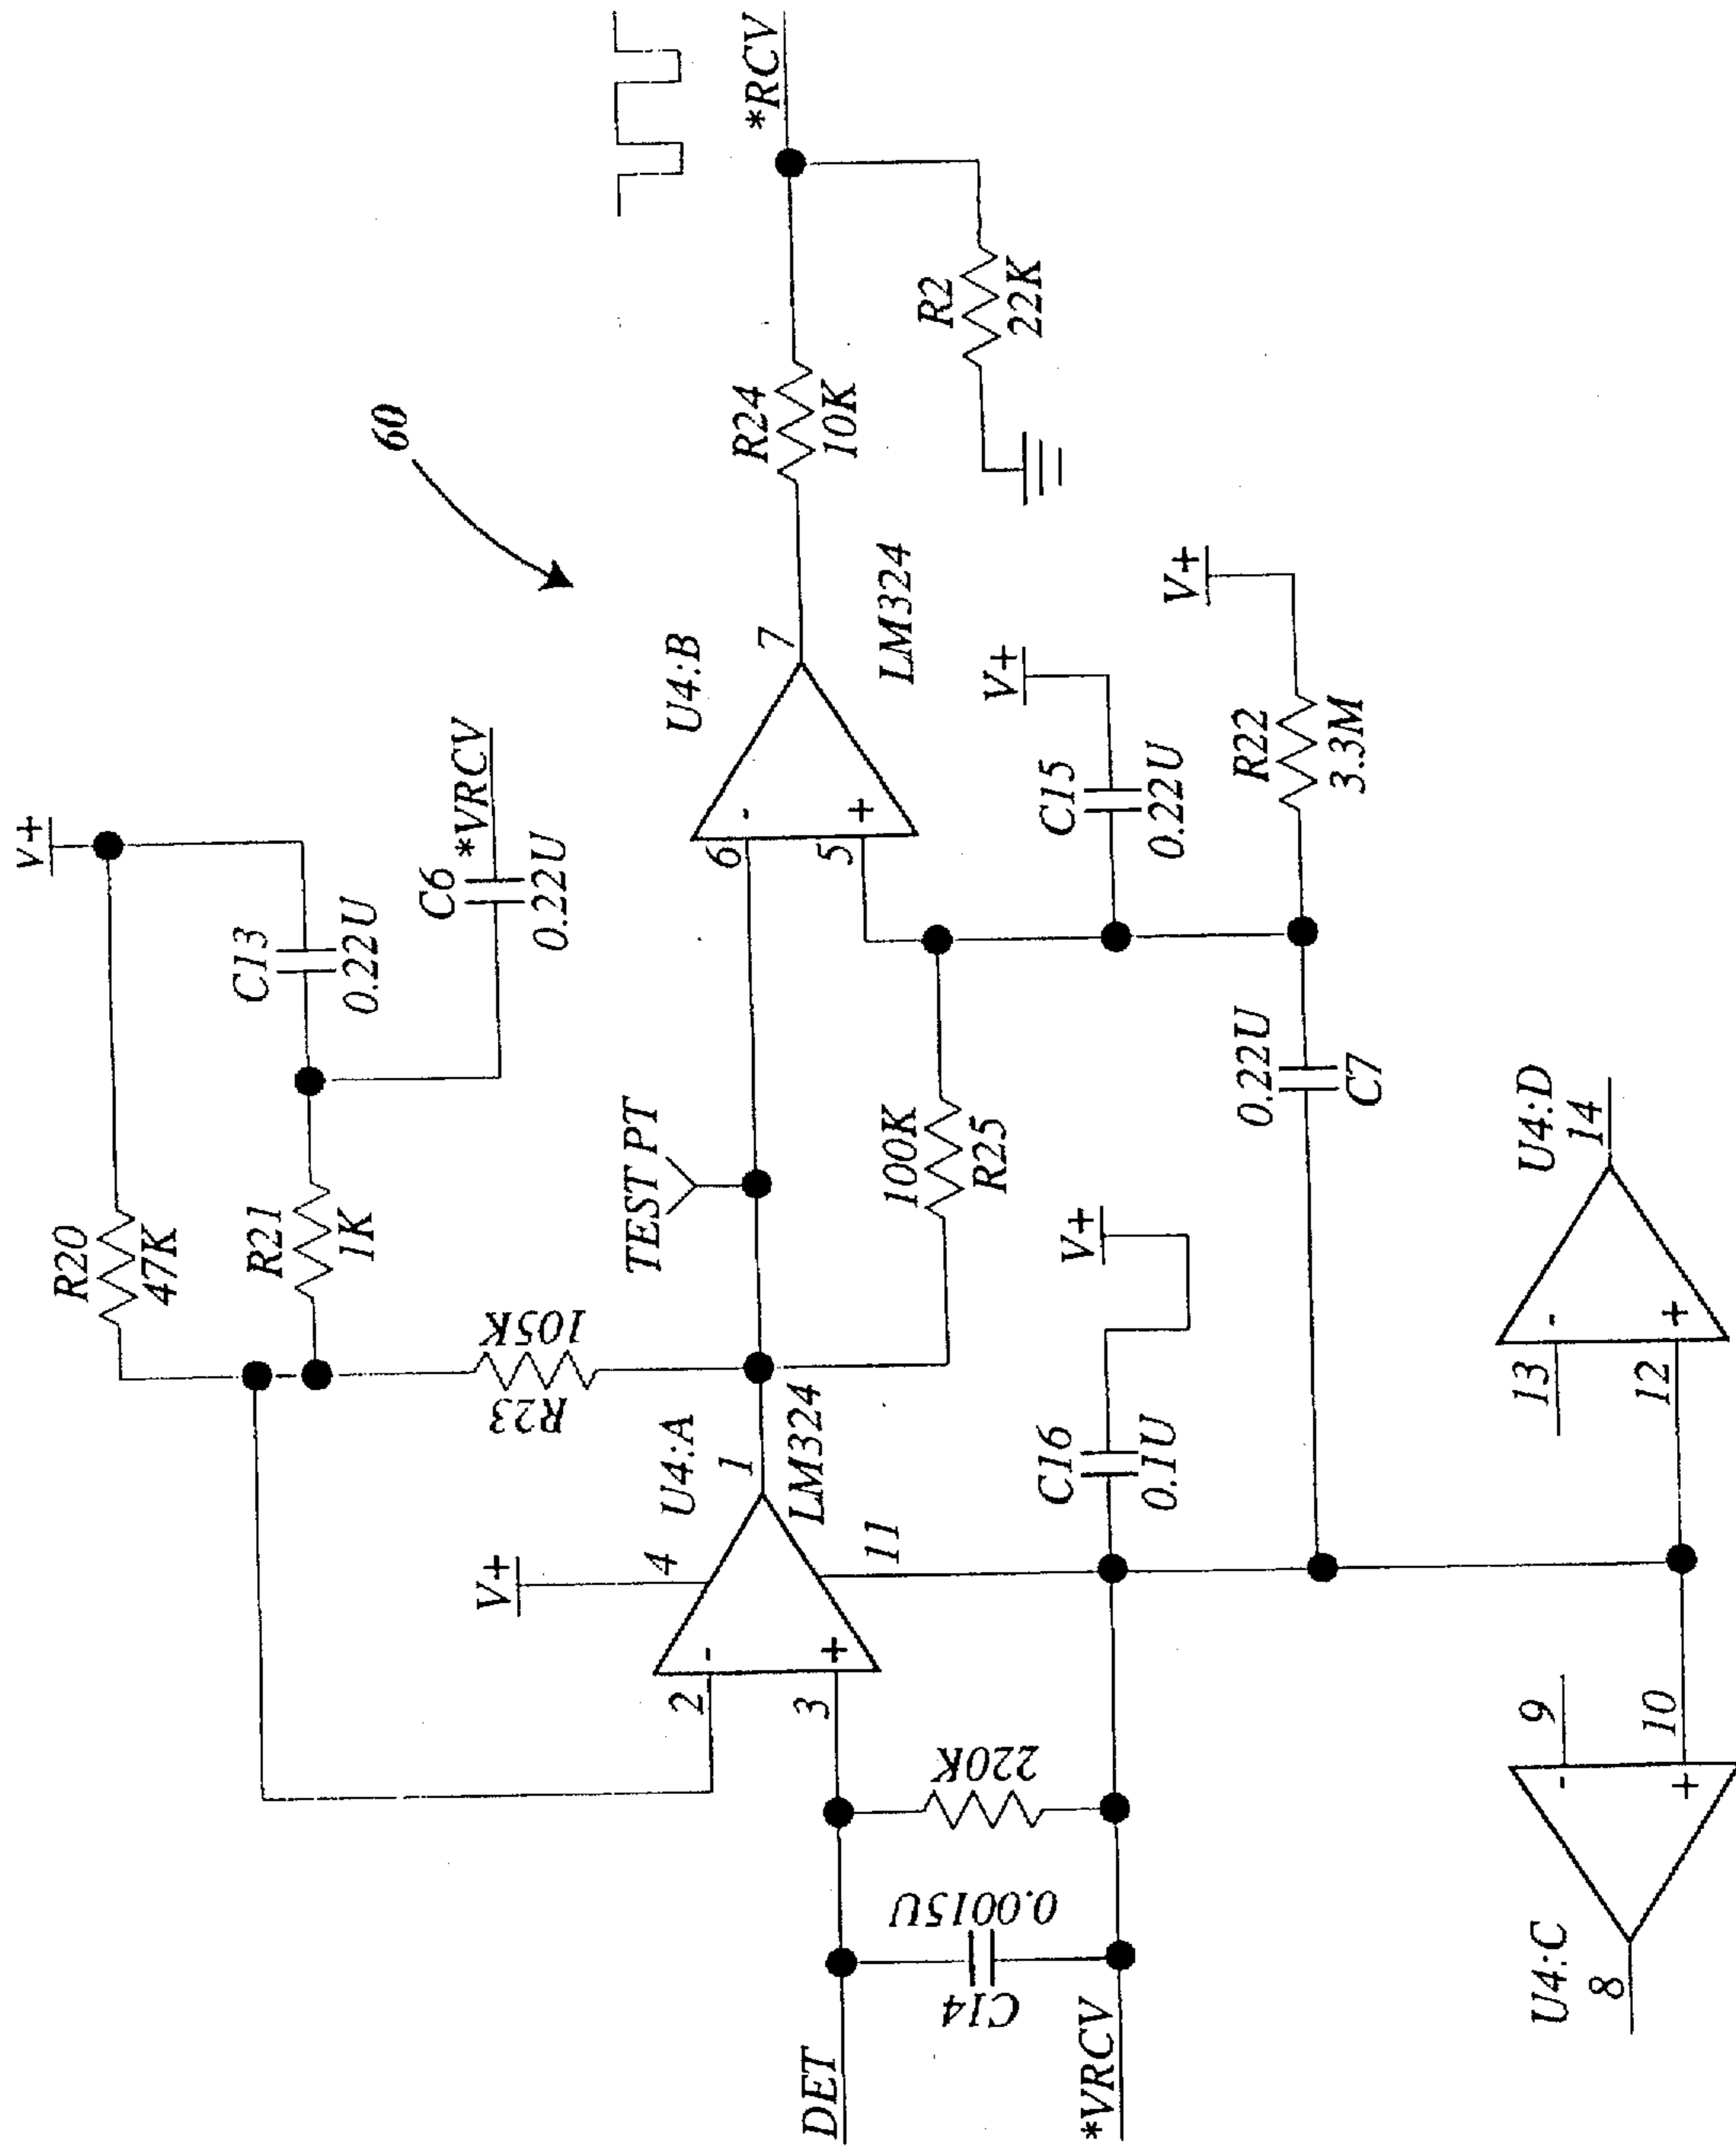 60
V+
R20
47K
C13
0.22U
R21
1K
C6
*VRCV
0.22U
R23
105K
TEST PT
V+
4
U4:A
1
LM324
2
-
3
+
11
U4:B
7
LM324
6
-
5
+
R24
10K
*RCV
R2
22K
100K
R25
V+
C15
0.22U
V+
R22
3.3M
V+
C16
0.1U
0.22U
C7
DET
C14
0.0015U
220K
*VRCV
U4:C
8
9
-
10
+
U4:D
14
13
-
12
+